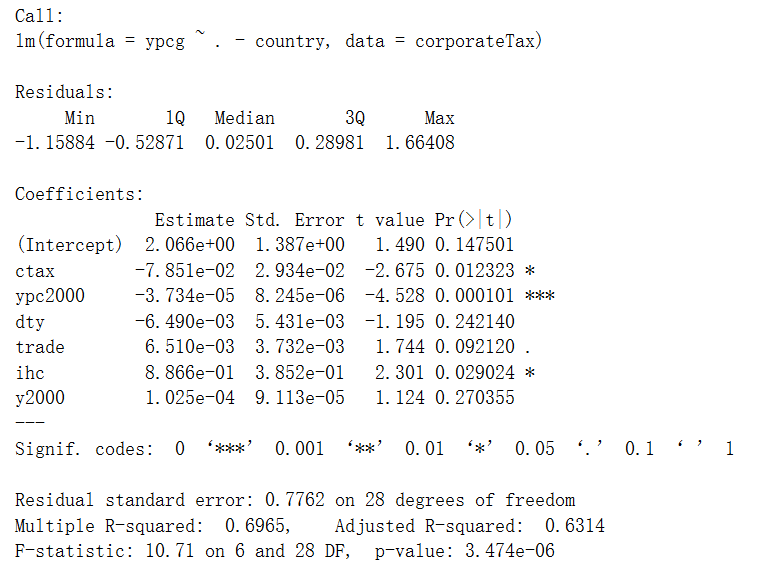 Call:
lm(formula = ypcg ~ . - country, data = corporateTax)
Residuals:
Min 1Q Median 3Q Max
-1.15884 -0.52871 0.02501 0.28981 1.66408
Coefficients:
Estimate Std. Error t value Pr(>|t|)
(Intercept) 2.066e+00 1.387e+00 1.490 0.147501
ctax -7.851e-02 2.934e-02 -2.675 0.012323 *
ypc2000 -3.734e-05 8.245e-06 -4.528 0.000101 ***
dty -6.490e-03 5.431e-03 -1.195 0.242140
trade 6.510e-03 3.732e-03 1.744 0.092120 .
ihc 8.866e-01 3.852e-01 2.301 0.029024 *
y2000 1.025e-04 9.113e-05 1.124 0.270355
---
Signif. codes: 0 ‘***’ 0.001 ‘**’ 0.01 ‘*’ 0.05 ‘.’ 0.1 ‘ ’ 1
Residual standard error: 0.7762 on 28 degrees of freedom
Multiple R-squared: 0.6965, Adjusted R-squared: 0.6314
F-statistic: 10.71 on 6 and 28 DF, p-value: 3.474e-06